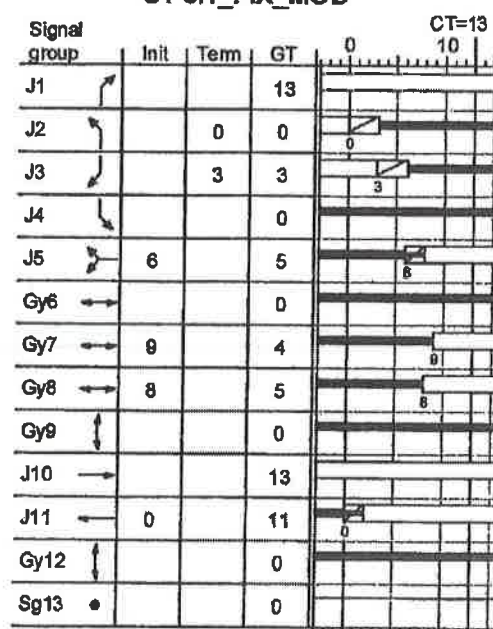 CT=13
Signal group Init Term GT 0 10
J1 13
J2 0 0 0
J3 3 3 3
J4 0
J5 6 5 6
Gy6 0
Gy7 9 4 9
Gy8 8 5 8
Gy9 0
J10 13
J11 0 11 0
Gy12 0
Sg13 0